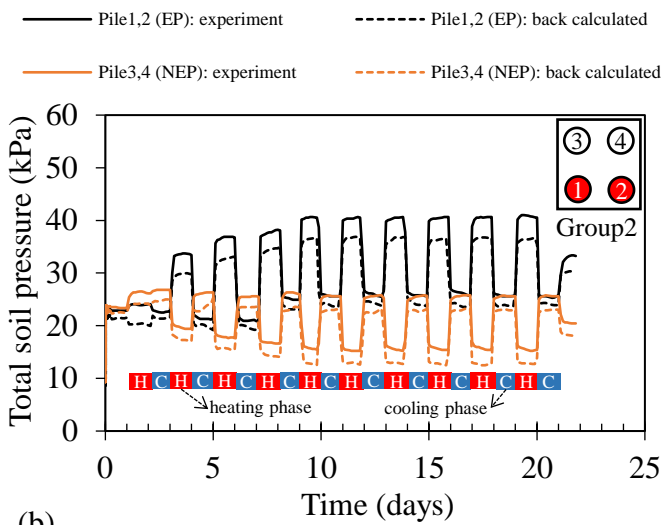 Pile1,2 (EP): experiment Pile1,2 (EP): back calculated
Pile3,4 (NEP): experiment Pile3,4 (NEP): back calculated
60
50
40
30
20
10
0
Total soil pressure (kPa)
3 4
1 2
Group2
H C H C H C H C H C H C H C H C H C H C
heating phase cooling phase
0 5 10 15 20 25
Time (days)
(b)